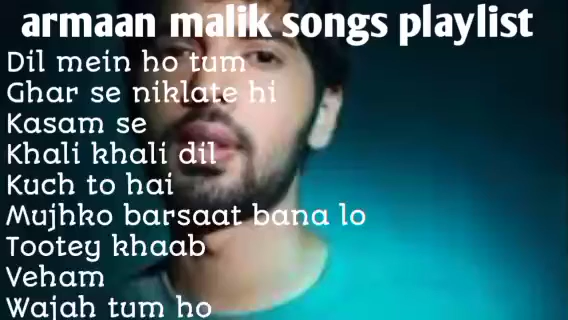 armaan malik songs playlist
Dil mein ho tum
Ghar se niklate hi
Kasam se
Khali khali dil
Kuch to hai
Mujhko barsaat bana lo
Tootey khaab
Veham
Wajah tum ho